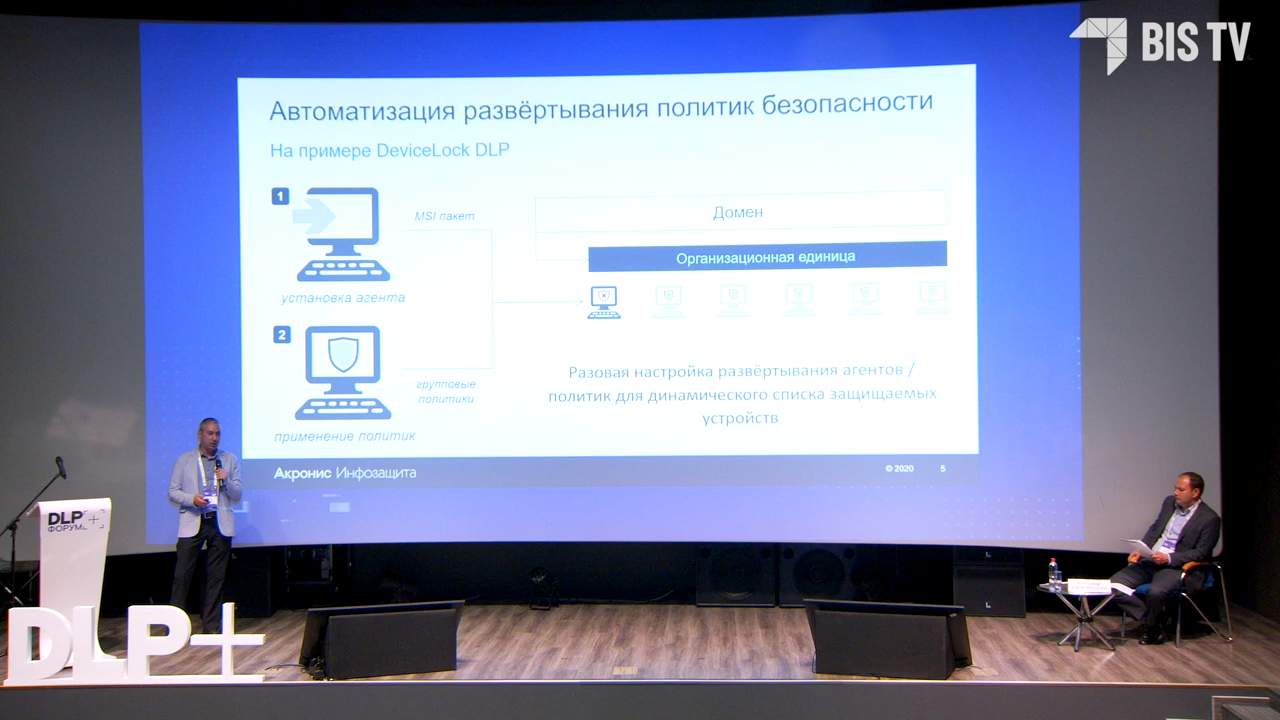 BIS TV
Автоматизация развёртывания политик безопасности
На примере DeviceLock DLP
1
MSI пакет
установка агента
2
групповые
политики
применение политик
Домен
Организационная единица
Разовая настройка развёртывания агентов /
политик для динамического списка защищаемых
устройств
Акронис Инфозащита
© 2020
5
DLP+
ФОРУМ
DLP+